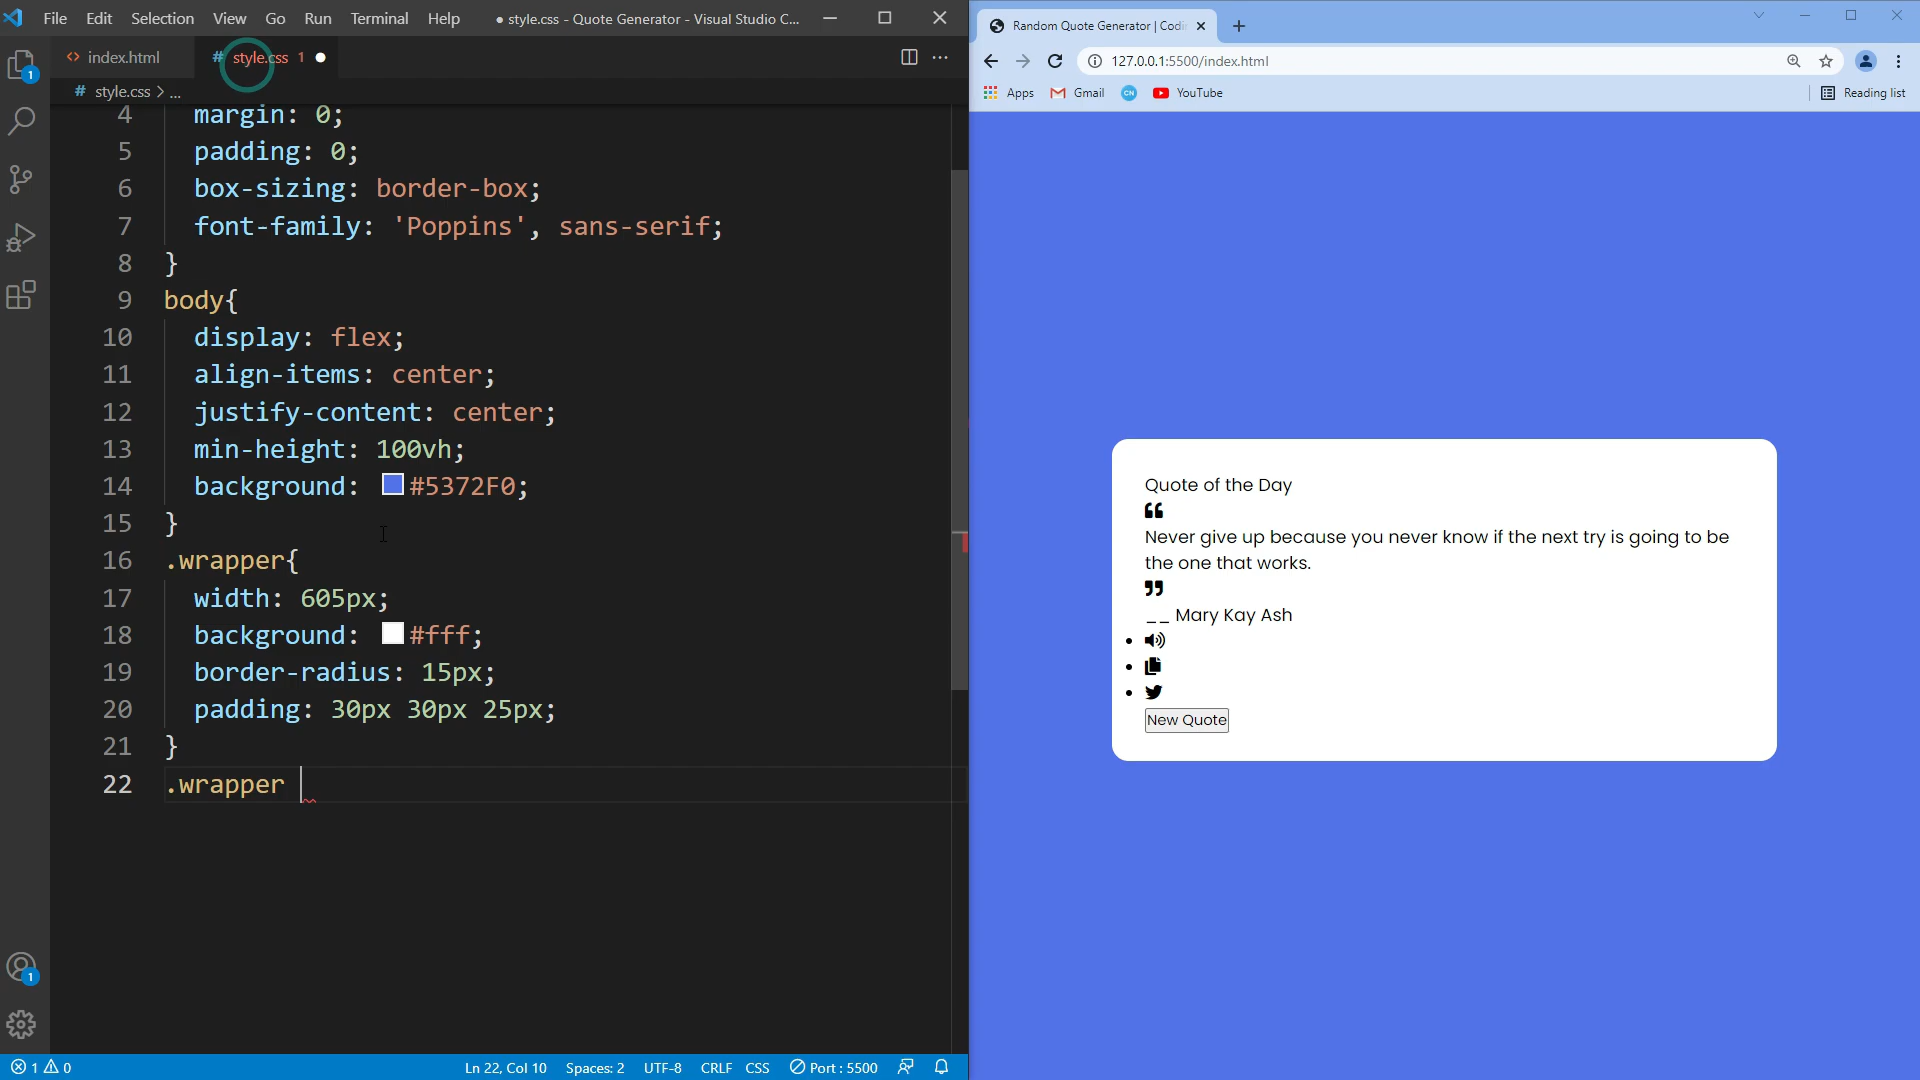 File Edit Selection View Go Run Terminal Help
● style.css - Quote Generator - Visual Studio C...
index.html
# style.css 1 ●
# style.css > ...
4 margin: 0;
5 padding: 0;
6 box-sizing: border-box;
7 font-family: 'Poppins', sans-serif;
8 }
9 body{
10 display: flex;
11 align-items: center;
12 justify-content: center;
13 min-height: 100vh;
14 background: #5372F0;
15 }
16 .wrapper{
17 width: 605px;
18 background: #fff;
19 border-radius: 15px;
20 padding: 30px 30px 25px;
21 }
22 .wrapper
1
1
1 0
Ln 22, Col 10 Spaces: 2 UTF-8 CRLF CSS Port : 5500
Random Quote Generator | Codi
127.0.0.1:5500/index.html
Apps Gmail CN YouTube Reading list
Quote of the Day
Never give up because you never know if the next try is going to be
the one that works.
__ Mary Kay Ash
New Quote